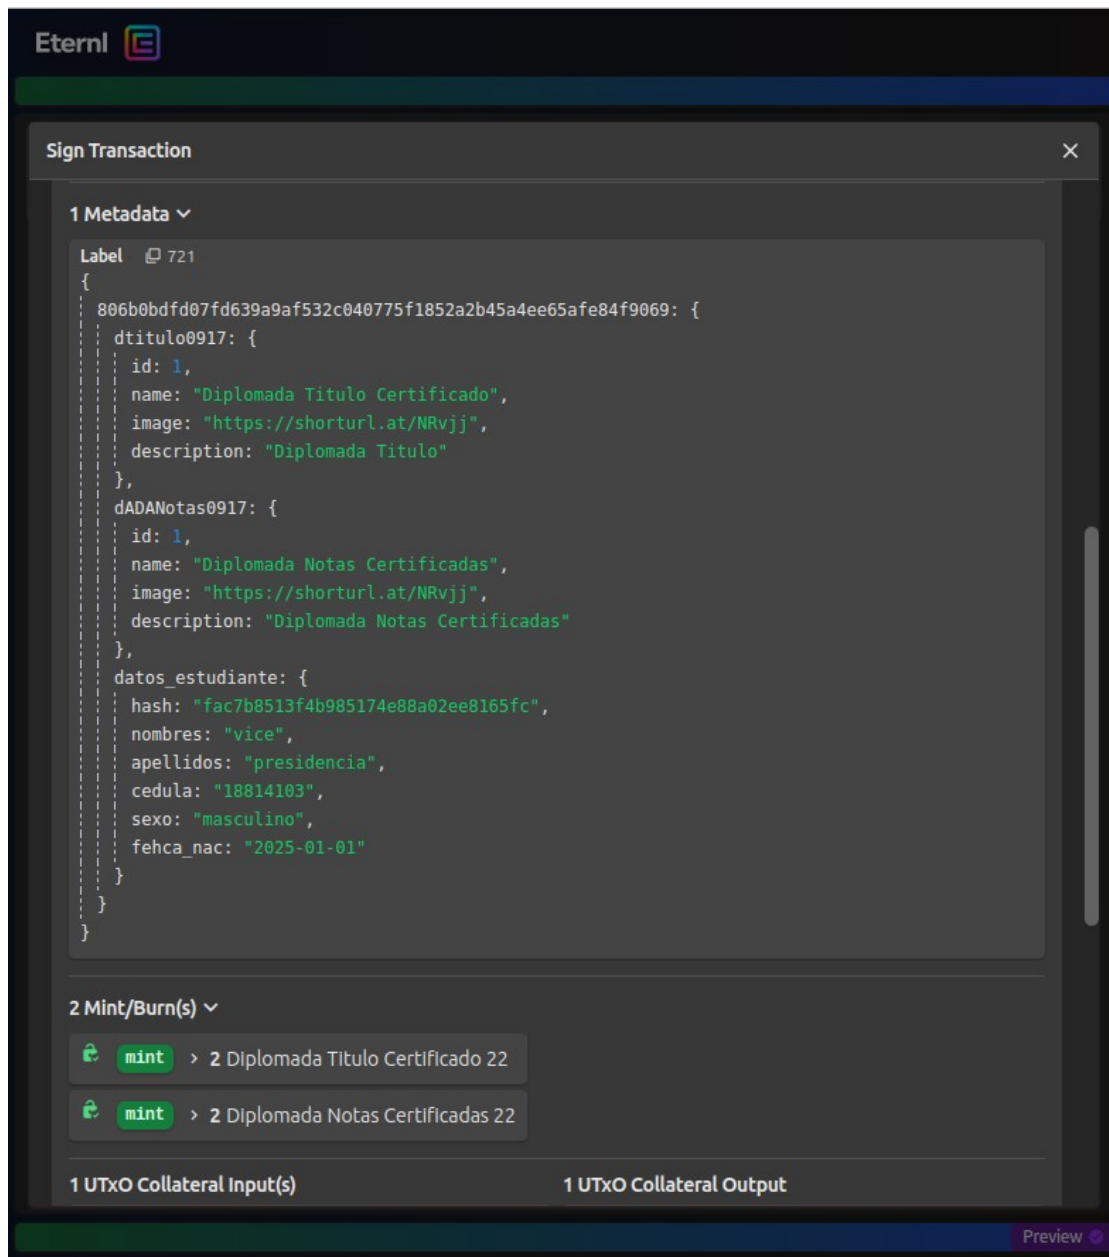 Eternl
Sign Transaction
1 Metadata
Label 721
{
806b0bdfd07fd639a9af532c040775f1852a2b45a4ee65afe84f9069: {
dtitulo0917: {
id: 1,
name: "Diplomada Titulo Certificado",
image: "https://shorturl.at/NRvjj",
description: "Diplomada Titulo"
},
dADANotas0917: {
id: 1,
name: "Diplomada Notas Certificadas",
image: "https://shorturl.at/NRvjj",
description: "Diplomada Notas Certificadas"
},
datos_estudiante: {
hash: "fac7b8513f4b985174e88a02ee8165fc",
nombres: "vice",
apellidos: "presidencia",
cedula: "18814103",
sexo: "masculino",
fehca_nac: "2025-01-01"
}
}
}
2 Mint/Burn(s)
mint > 2 Diplomada Titulo Certificado 22
mint > 2 Diplomada Notas Certificadas 22
1 UTxO Collateral Input(s) 1 UTxO Collateral Output
Preview